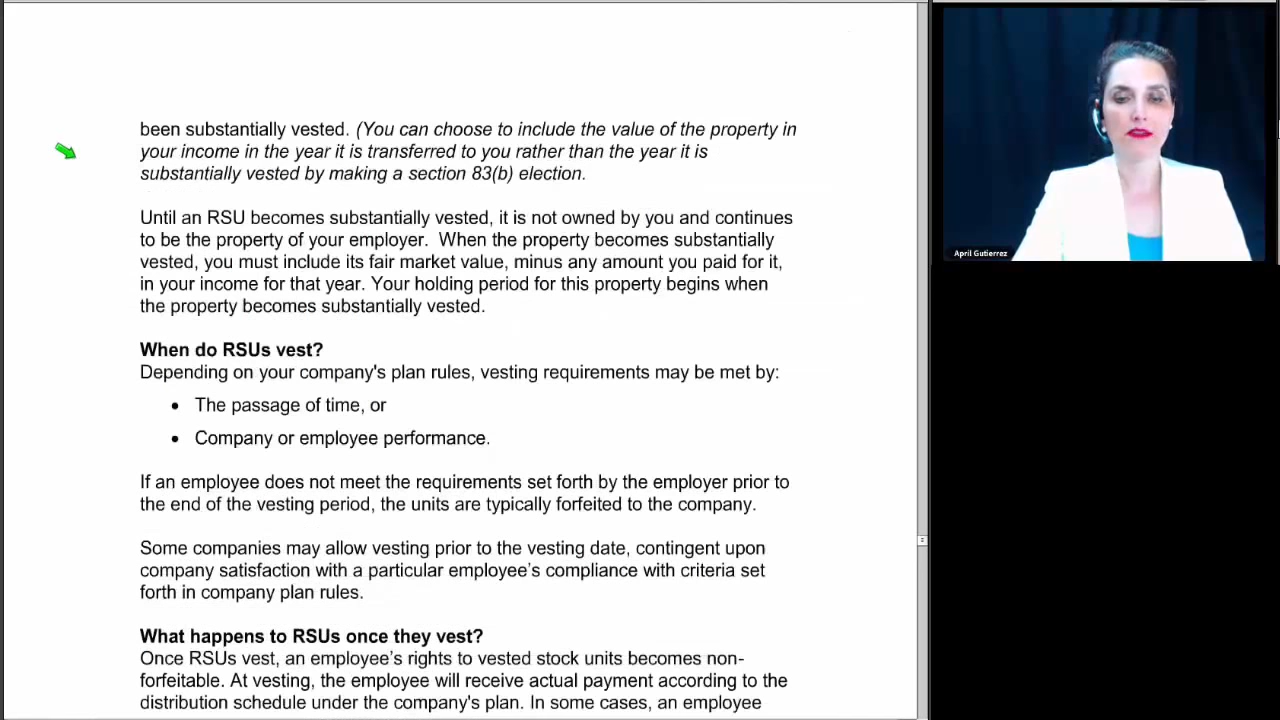 been substantially vested. (You can choose to include the value of the property in
your income in the year it is transferred to you rather than the year it is
substantially vested by making a section 83(b) election.
Until an RSU becomes substantially vested, it is not owned by you and continues
to be the property of your employer.  When the property becomes substantially
vested, you must include its fair market value, minus any amount you paid for it,
in your income for that year. Your holding period for this property begins when
the property becomes substantially vested.
When do RSUs vest?
Depending on your company's plan rules, vesting requirements may be met by:
• The passage of time, or
• Company or employee performance.
If an employee does not meet the requirements set forth by the employer prior to
the end of the vesting period, the units are typically forfeited to the company.
Some companies may allow vesting prior to the vesting date, contingent upon
company satisfaction with a particular employee’s compliance with criteria set
forth in company plan rules.
What happens to RSUs once they vest?
Once RSUs vest, an employee’s rights to vested stock units becomes non-
forfeitable. At vesting, the employee will receive actual payment according to the
distribution schedule under the company's plan. In some cases, an employee
April Gutierrez